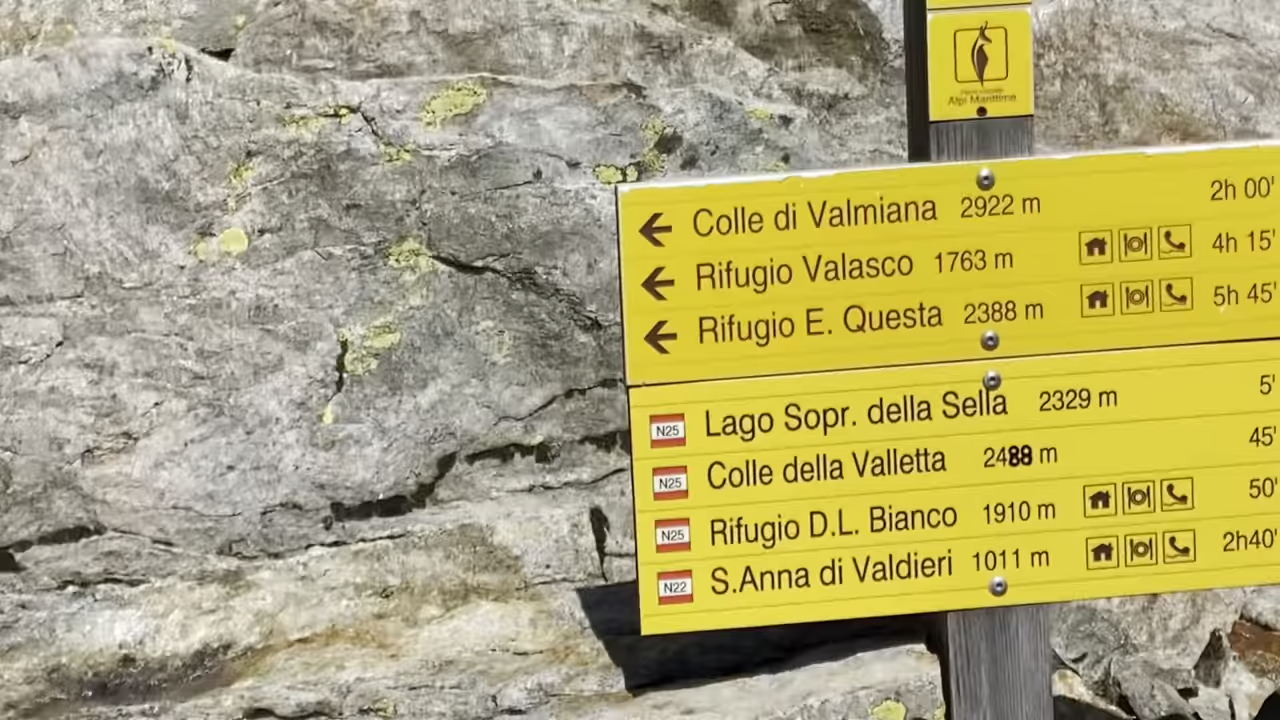 Alpi Marittime
Colle di Valmiana 2922 m 2h 00'
Rifugio Valasco 1763 m 4h 15'
Rifugio E. Questa 2388 m 5h 45'
N25 Lago Sopr. della Sella 2329 m 5'
N25 Colle della Valletta 2488 m 45'
N25 Rifugio D.L. Bianco 1910 m 50'
N22 S.Anna di Valdieri 1011 m 2h40'